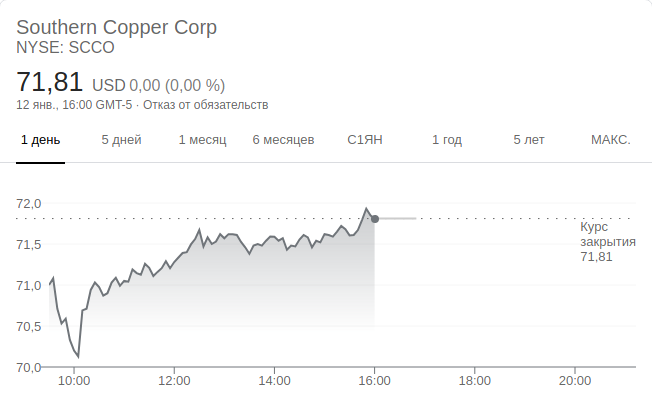 Southern Copper Corp
NYSE: SCCO
71,81 USD 0,00 (0,00 %)
12 янв., 16:00 GMT-5 · Отказ от обязательств
1 день 5 дней 1 месяц 6 месяцев С1ЯН 1 год 5 лет МАКС.
72,0
Курс
закрытия
71,81
71,5
71,0
70,5
70,0
10:00 12:00 14:00 16:00 18:00 20:00